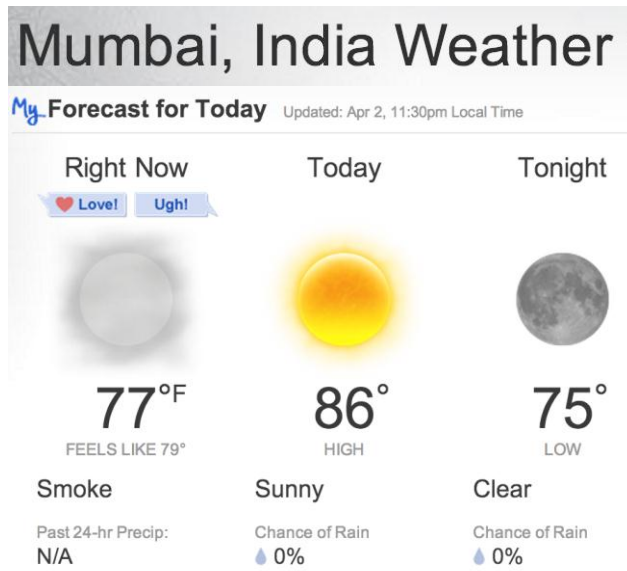 Mumbai, India Weather
My Forecast for Today Updated: Apr 2, 11:30pm Local Time
Right Now Today Tonight
Love! Ugh!
77°F 86° 75°
FEELS LIKE 79° HIGH LOW
Smoke Sunny Clear
Past 24-hr Precip: Chance of Rain Chance of Rain
N/A 0% 0%